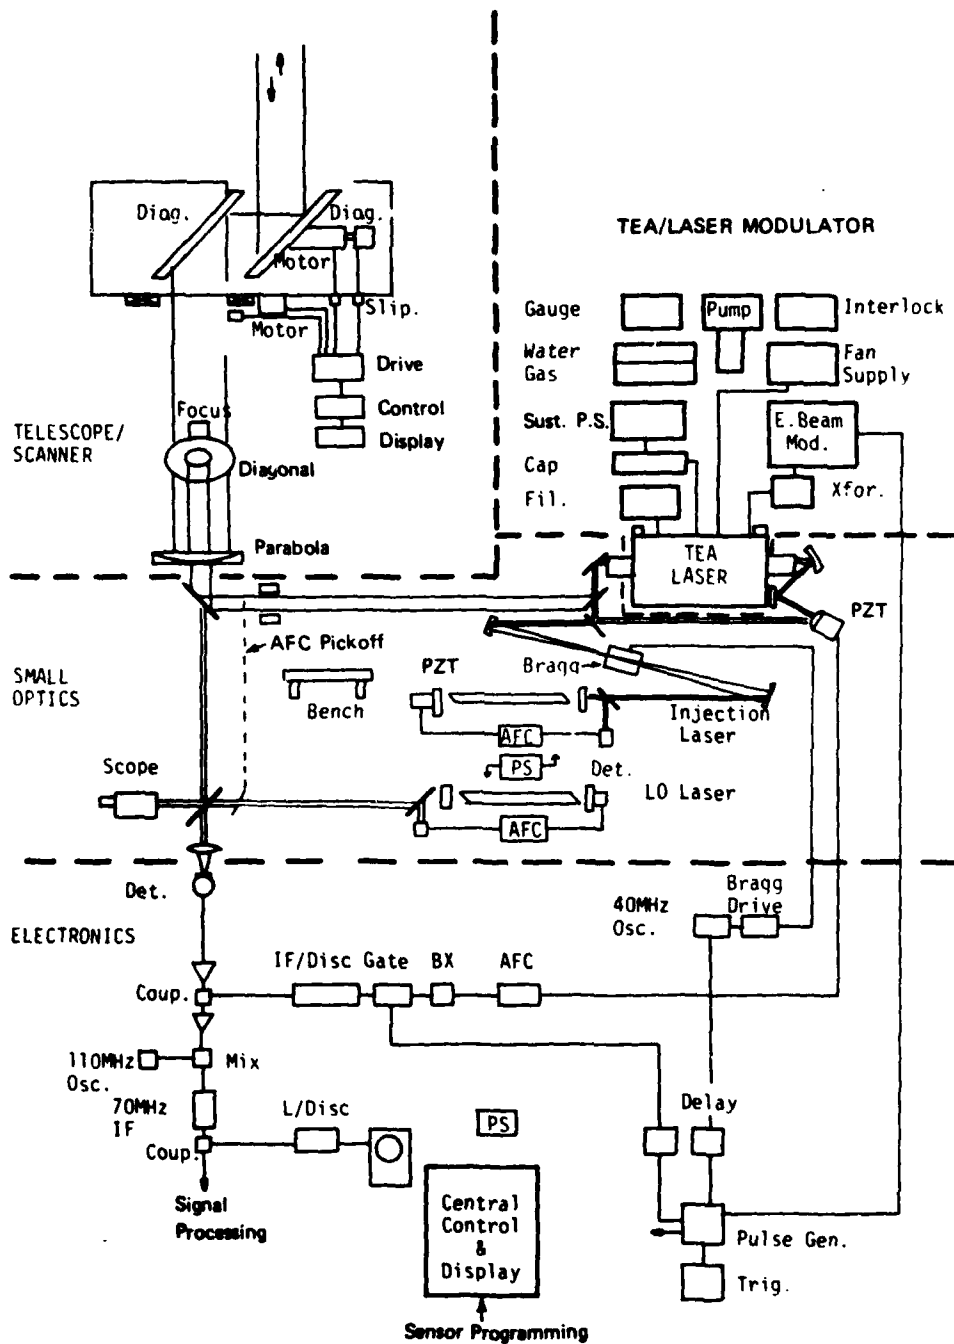 Diag.
Diag.
Motor
Slip.
Motor
Drive
Control
Display
Focus
TELESCOPE/
SCANNER
Diagonal
Parabola
TEA/LASER MODULATOR
Gauge
Pump
Interlock
Water
Gas
Fan
Supply
Sust. P.S.
E.Beam
Mod.
Cap
Xfor.
Fil.
TEA
LASER
PZT
AFC Pickoff
SMALL
OPTICS
Bench
PZT
Bragg
Injection
Laser
AFC
PS
Det.
Scope
LO Laser
AFC
Det.
ELECTRONICS
40MHz
Osc.
Bragg
Drive
IF/Disc Gate BX AFC
Coup.
110MHz
Osc.
Mix
70MHz
IF
L/Disc
Coup.
PS
Delay
Signal
Processing
Central
Control
&
Display
Pulse Gen.
Trig.
Sensor Programming